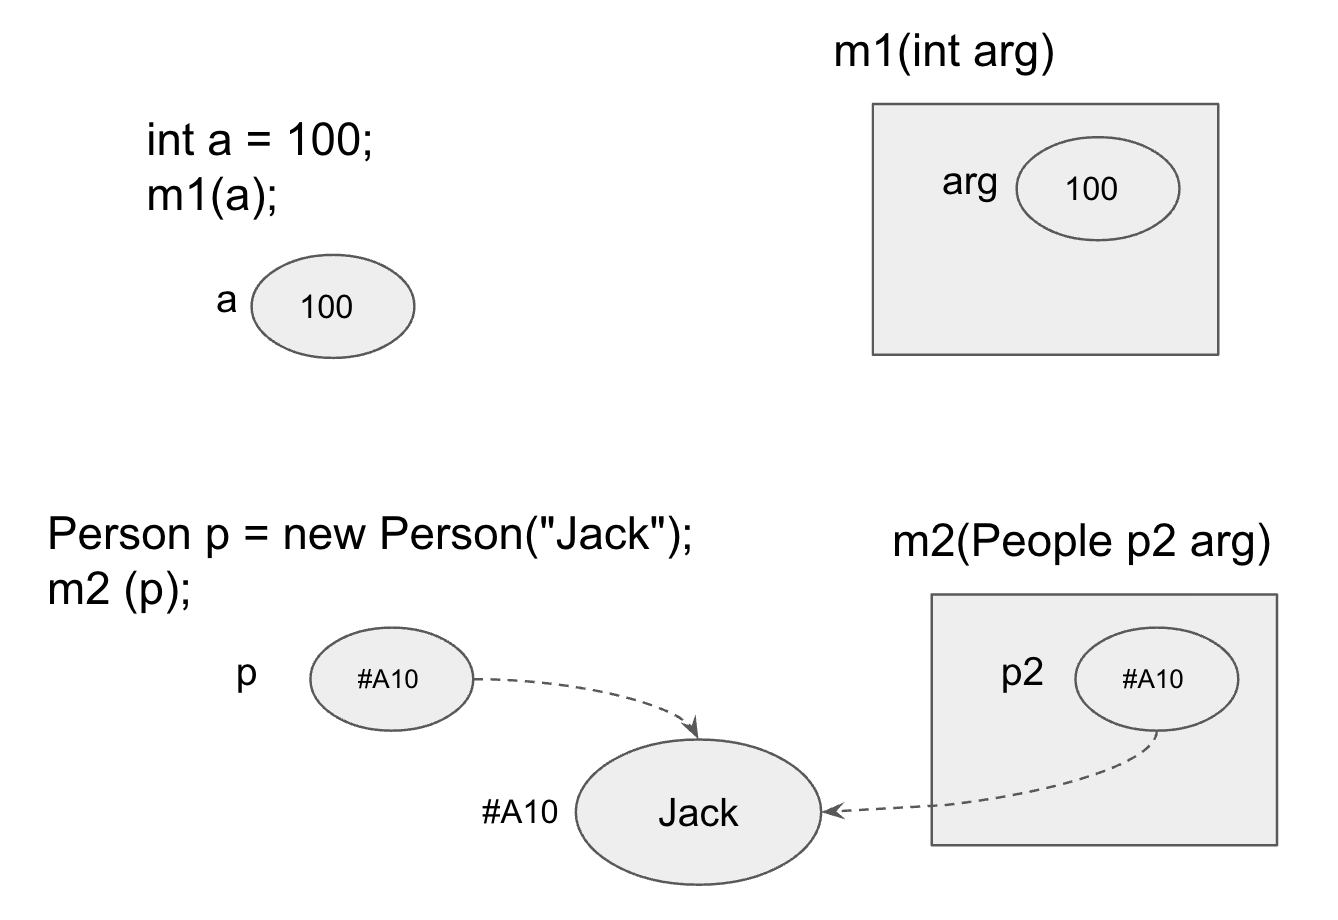 m1(int arg)
int a = 100;
m1(a);
arg
100
a
100
Person p = new Person("Jack");
m2 (p);
m2(People p2 arg)
p
#A10
p2
#A10
#A10
Jack